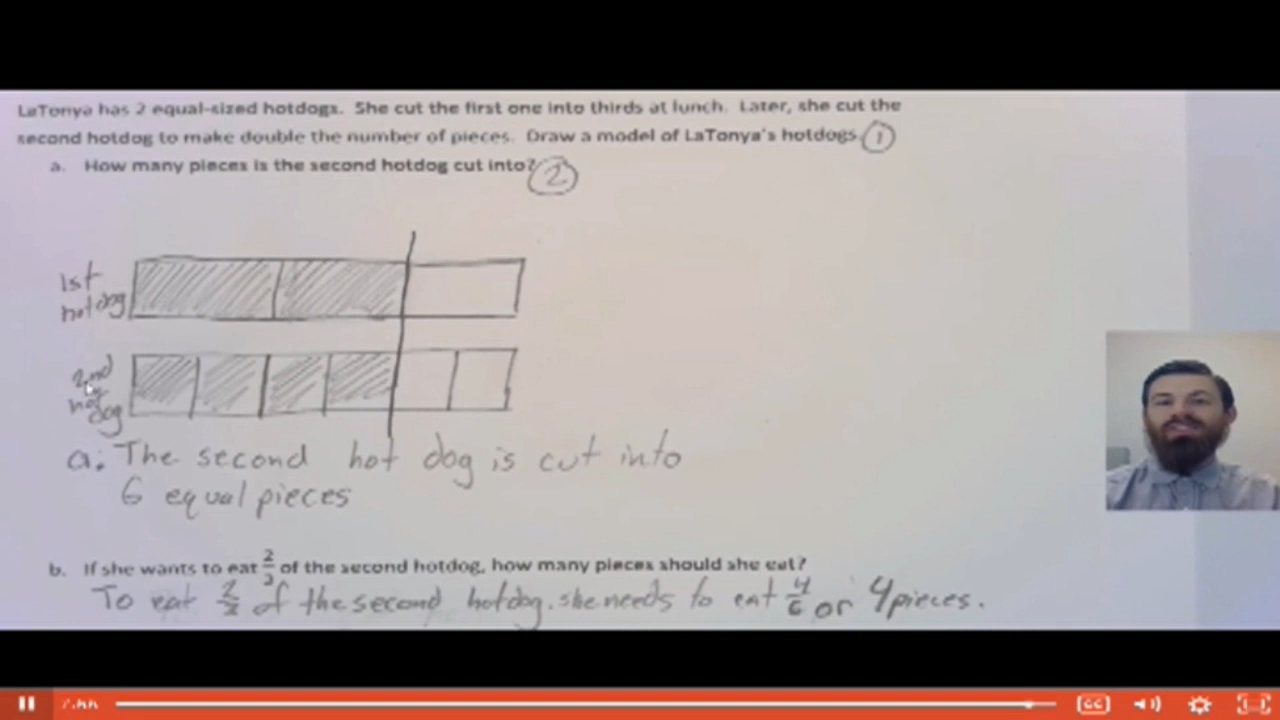 LaTonya has 2 equal-sized hotdogs. She cut the first one into thirds at lunch. Later, she cut the
second hotdog to make double the number of pieces. Draw a model of LaTonya's hotdogs. 1
a. How many pieces is the second hotdog cut into? 2
1st
hotdog
2nd
hot
dog
a: The second hot dog is cut into
6 equal pieces
b. If she wants to eat 2/3 of the second hotdog, how many pieces should she eat?
To eat 2/3 of the second hotdog, she needs to eat 4/6 or 4 pieces.
CC